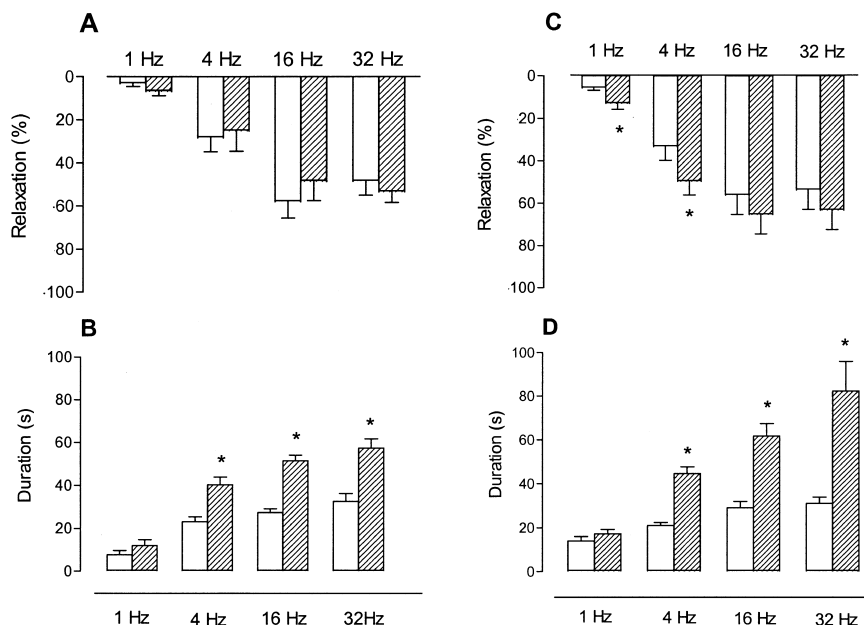 A
1 Hz 4 Hz 16 Hz 32 Hz
0
20
40
60
80
100
Relaxation (%)
B
100
80
60
40
20
0
Duration (s)
* * *
1 Hz 4 Hz 16 Hz 32Hz
C
1 Hz 4 Hz 16 Hz 32 Hz
0
20
40
60
80
100
Relaxation (%)
*
*
D
100
80
60
40
20
0
Duration (s)
*
*
*
1 Hz 4 Hz 16 Hz 32 Hz